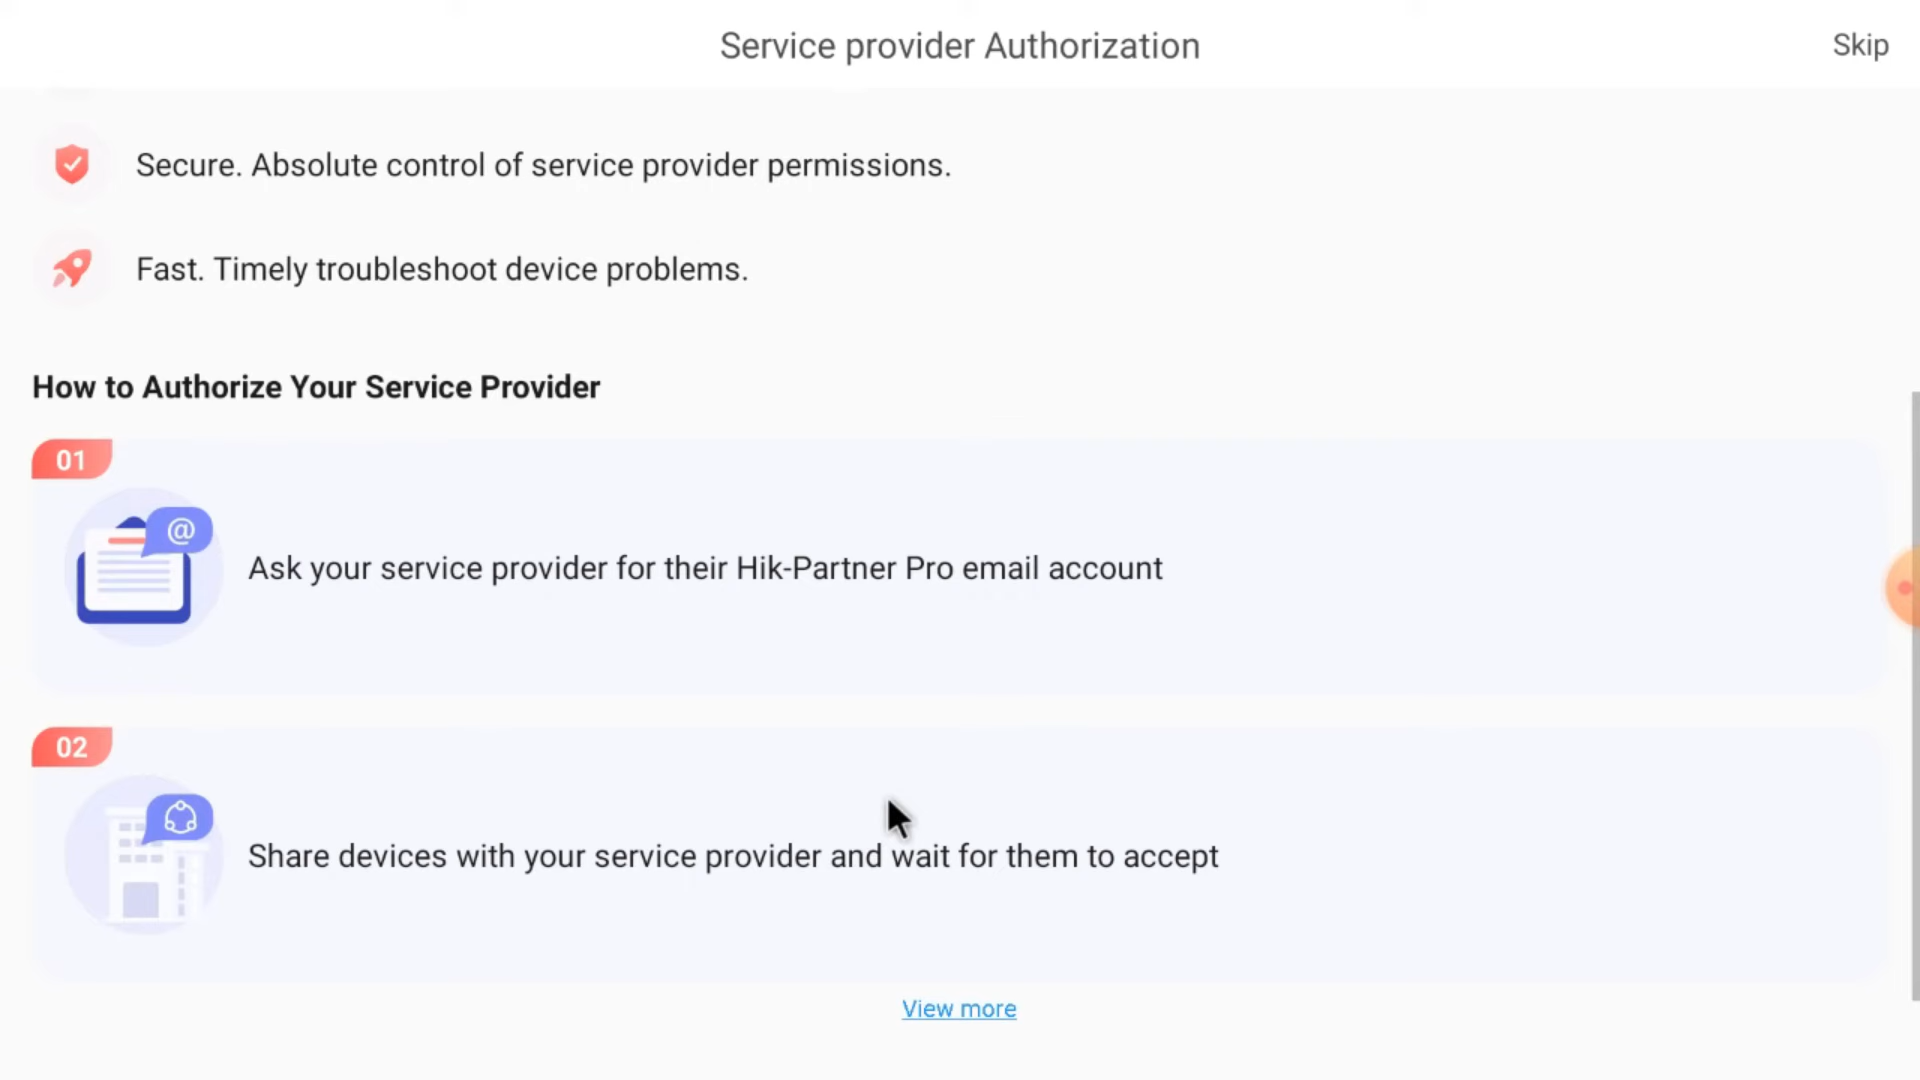 Service provider Authorization
Skip
Secure. Absolute control of service provider permissions.
Fast. Timely troubleshoot device problems.
How to Authorize Your Service Provider
01
@
Ask your service provider for their Hik-Partner Pro email account
02
Share devices with your service provider and wait for them to accept
View more